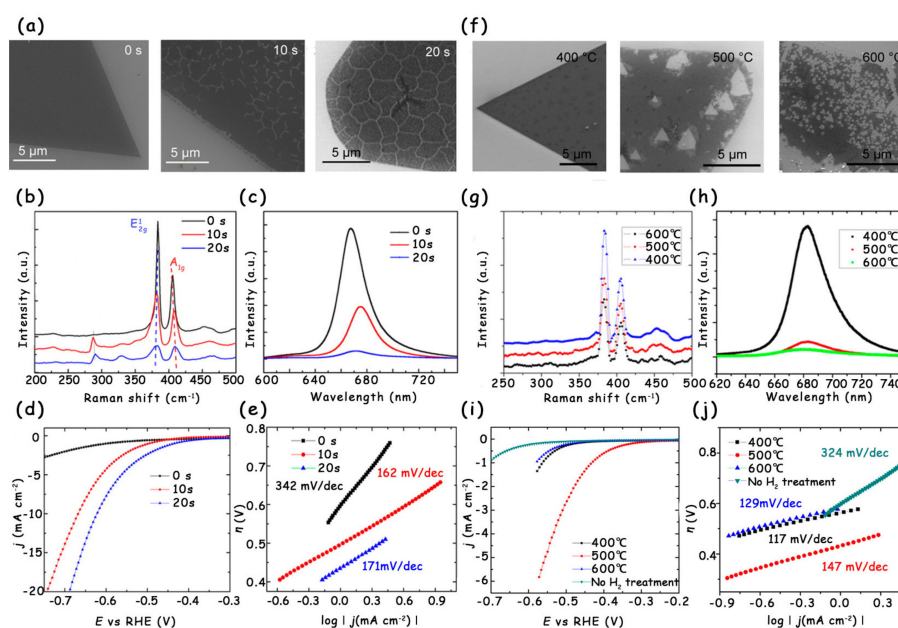 (a)
0 s
5 μm
10 s
5 μm
20 s
5 μm
(f)
400 °C
5 μm
500 °C
5 μm
600 °C
5 μm
(b)
E¹2g
A1g
0 s
10s
20s
Intensity (a.u.)
200 250 300 350 400 450 500
Raman shift (cm⁻¹)
(c)
0 s
10s
20s
Intensity (a.u.)
600 640 680 720
Wavelength (nm)
(g)
600℃
500℃
400℃
Intensity (a.u.)
250 300 350 400 450 500
Raman shift (cm⁻¹)
(h)
400℃
500℃
600℃
Intensity (a.u.)
620 640 660 680 700 720 740
Wavelength (nm)
(d)
0
-5
-10
-15
-20
j (mA cm⁻²)
0 s
10s
20s
-0.7 -0.6 -0.5 -0.4 -0.3
E vs RHE (V)
(e)
0.8
0.7
0.6
0.5
0.4
η (V)
0 s
10s
20s
342 mV/dec
162 mV/dec
171mV/dec
-0.6 -0.3 0.0 0.3 0.6 0.9
log | j(mA cm⁻²) |
(i)
0
-1
-2
-3
-4
-5
-6
j (mA cm⁻²)
400℃
500℃
600℃
No H₂ treatment
-0.7 -0.6 -0.5 -0.4 -0.3 -0.2
E vs RHE (V)
(j)
0.8
0.6
0.4
η (V)
400℃
500℃
600℃
No H₂ treatment
324 mV/dec
129mV/dec
117 mV/dec
147 mV/dec
-0.9 -0.6 -0.3 0.0 0.3
log | j(mA cm⁻²) |